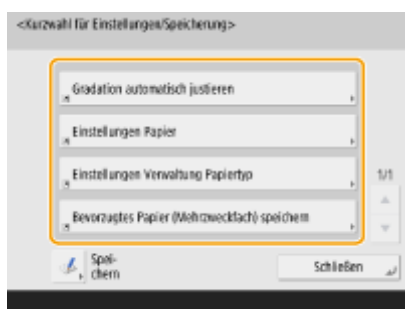 <Kurzwahl für Einstellungen/Speicherung>
Gradation automatisch justieren
Einstellungen Papier
Einstellungen Verwaltung Papiertyp
1/1
Bevorzugtes Papier (Mehrzweckfach) speichern
Spei-
chern
Schließen